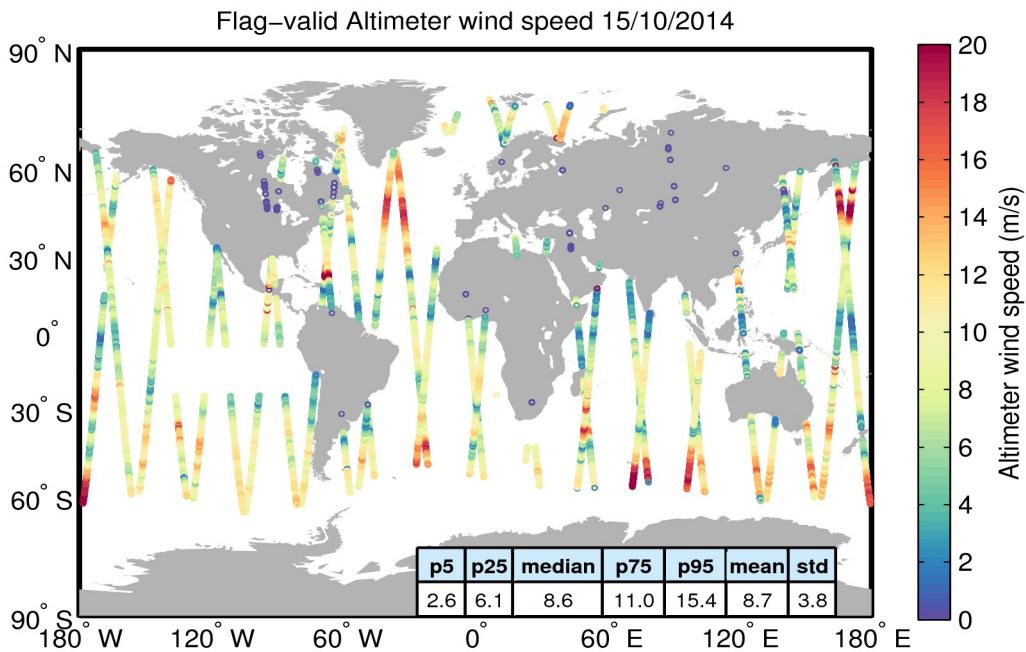 Flag−valid Altimeter wind speed 15/10/2014
90° N
60° N
30° N
0°
30° S
60° S
90° S
180° W
120° W
60° W
0°
60° E
120° E
180° E
p5 p25 median p75 p95 mean std
2.6 6.1 8.6 11.0 15.4 8.7 3.8
20
18
16
14
12
10
8
6
4
2
0
Altimeter wind speed (m/s)